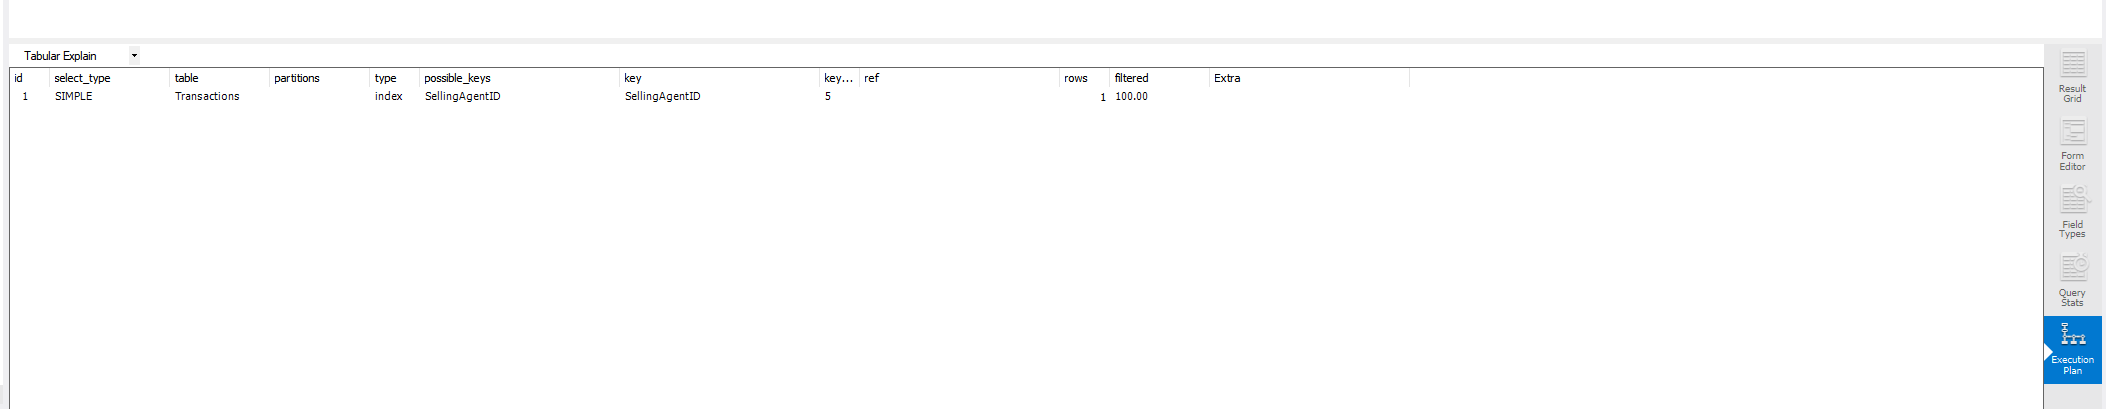 Tabular Explain
id select_type table partitions type possible_keys key key... ref rows filtered Extra
1 SIMPLE Transactions index SellingAgentID SellingAgentID 5 1 100.00
Result
Grid
Form
Editor
Field
Types
Query
Stats
Execution
Plan